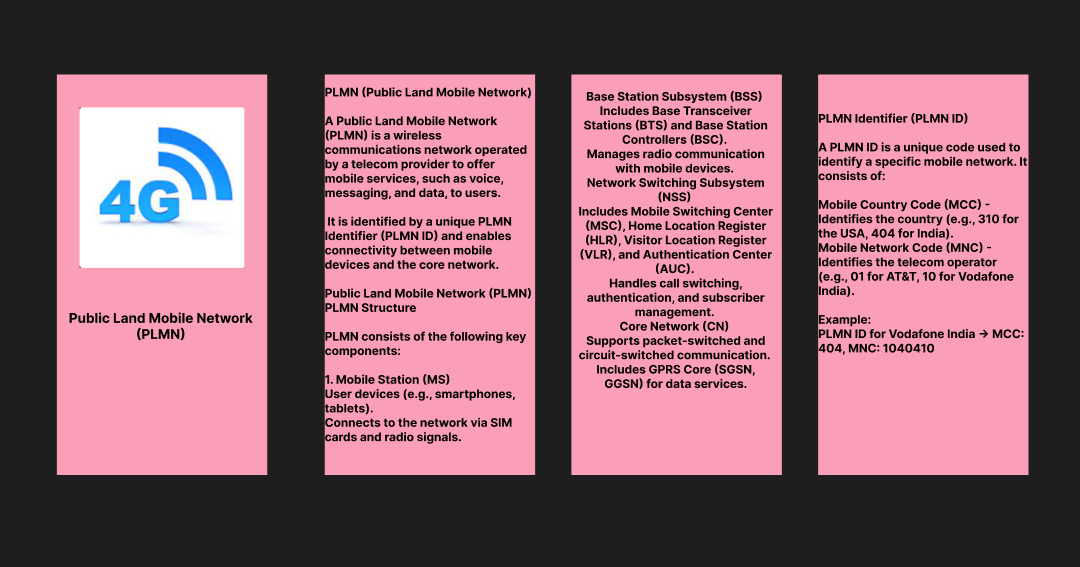 4G
Public Land Mobile Network
(PLMN)
PLMN (Public Land Mobile Network)
A Public Land Mobile Network
(PLMN) is a wireless
communications network operated
by a telecom provider to offer
mobile services, such as voice,
messaging, and data, to users.
It is identified by a unique PLMN
Identifier (PLMN ID) and enables
connectivity between mobile
devices and the core network.
Public Land Mobile Network (PLMN)
PLMN Structure
PLMN consists of the following key
components:
1. Mobile Station (MS)
User devices (e.g., smartphones,
tablets).
Connects to the network via SIM
cards and radio signals.
Base Station Subsystem (BSS)
Includes Base Transceiver
Stations (BTS) and Base Station
Controllers (BSC).
Manages radio communication
with mobile devices.
Network Switching Subsystem
(NSS)
Includes Mobile Switching Center
(MSC), Home Location Register
(HLR), Visitor Location Register
(VLR), and Authentication Center
(AUC).
Handles call switching,
authentication, and subscriber
management.
Core Network (CN)
Supports packet-switched and
circuit-switched communication.
Includes GPRS Core (SGSN,
GGSN) for data services.
PLMN Identifier (PLMN ID)
A PLMN ID is a unique code used to
identify a specific mobile network. It
consists of:
Mobile Country Code (MCC) -
Identifies the country (e.g., 310 for
the USA, 404 for India).
Mobile Network Code (MNC) -
Identifies the telecom operator
(e.g., 01 for AT&T, 10 for Vodafone
India).
Example:
PLMN ID for Vodafone India → MCC:
404, MNC: 1040410